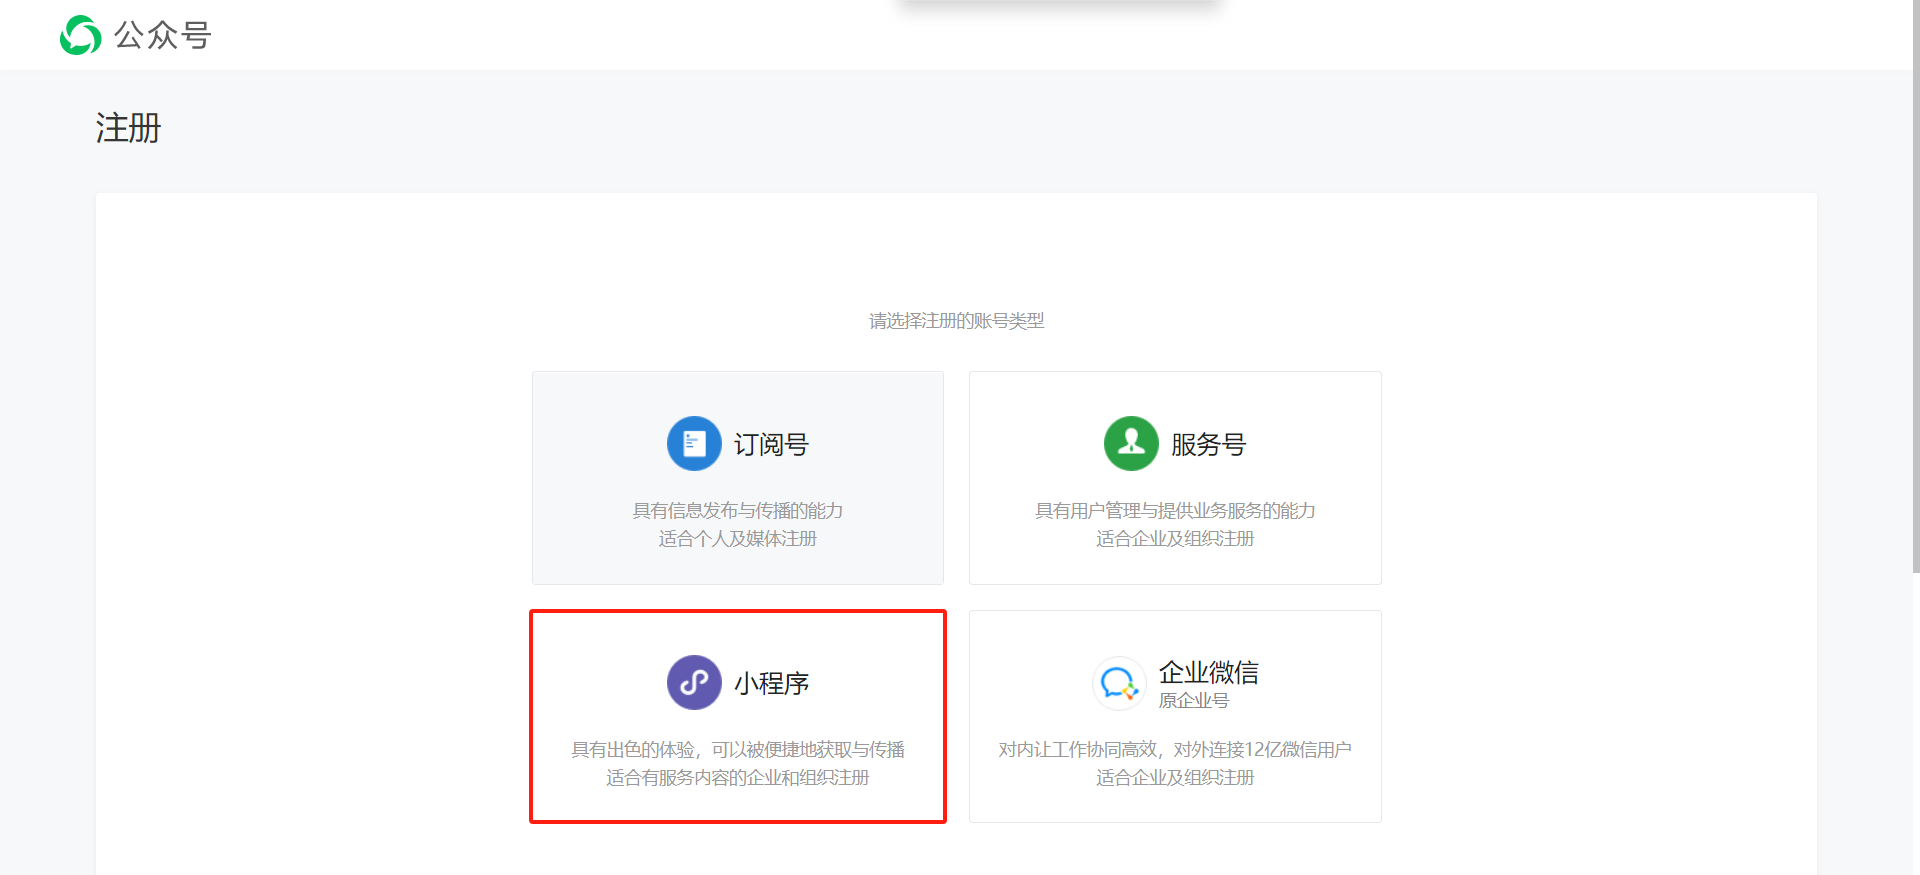 公众号
注册
请选择注册的账号类型
订阅号
具有信息发布与传播的能力
适合个人及媒体注册
服务号
具有用户管理与提供业务服务的能力
适合企业及组织注册
小程序
具有出色的体验，可以被便捷地获取与传播
适合有服务内容的企业和组织注册
企业微信
原企业号
对内让工作协同高效，对外连接12亿微信用户
适合企业及组织注册